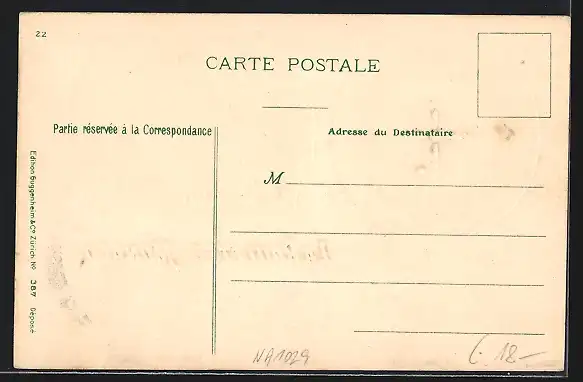 22
CARTE POSTALE
Partie réservée à la Correspondance
Adresse du Destinataire
M
Edition Guggenheim & Co. Zürich. No. 387 Déposé
NA1029
18—